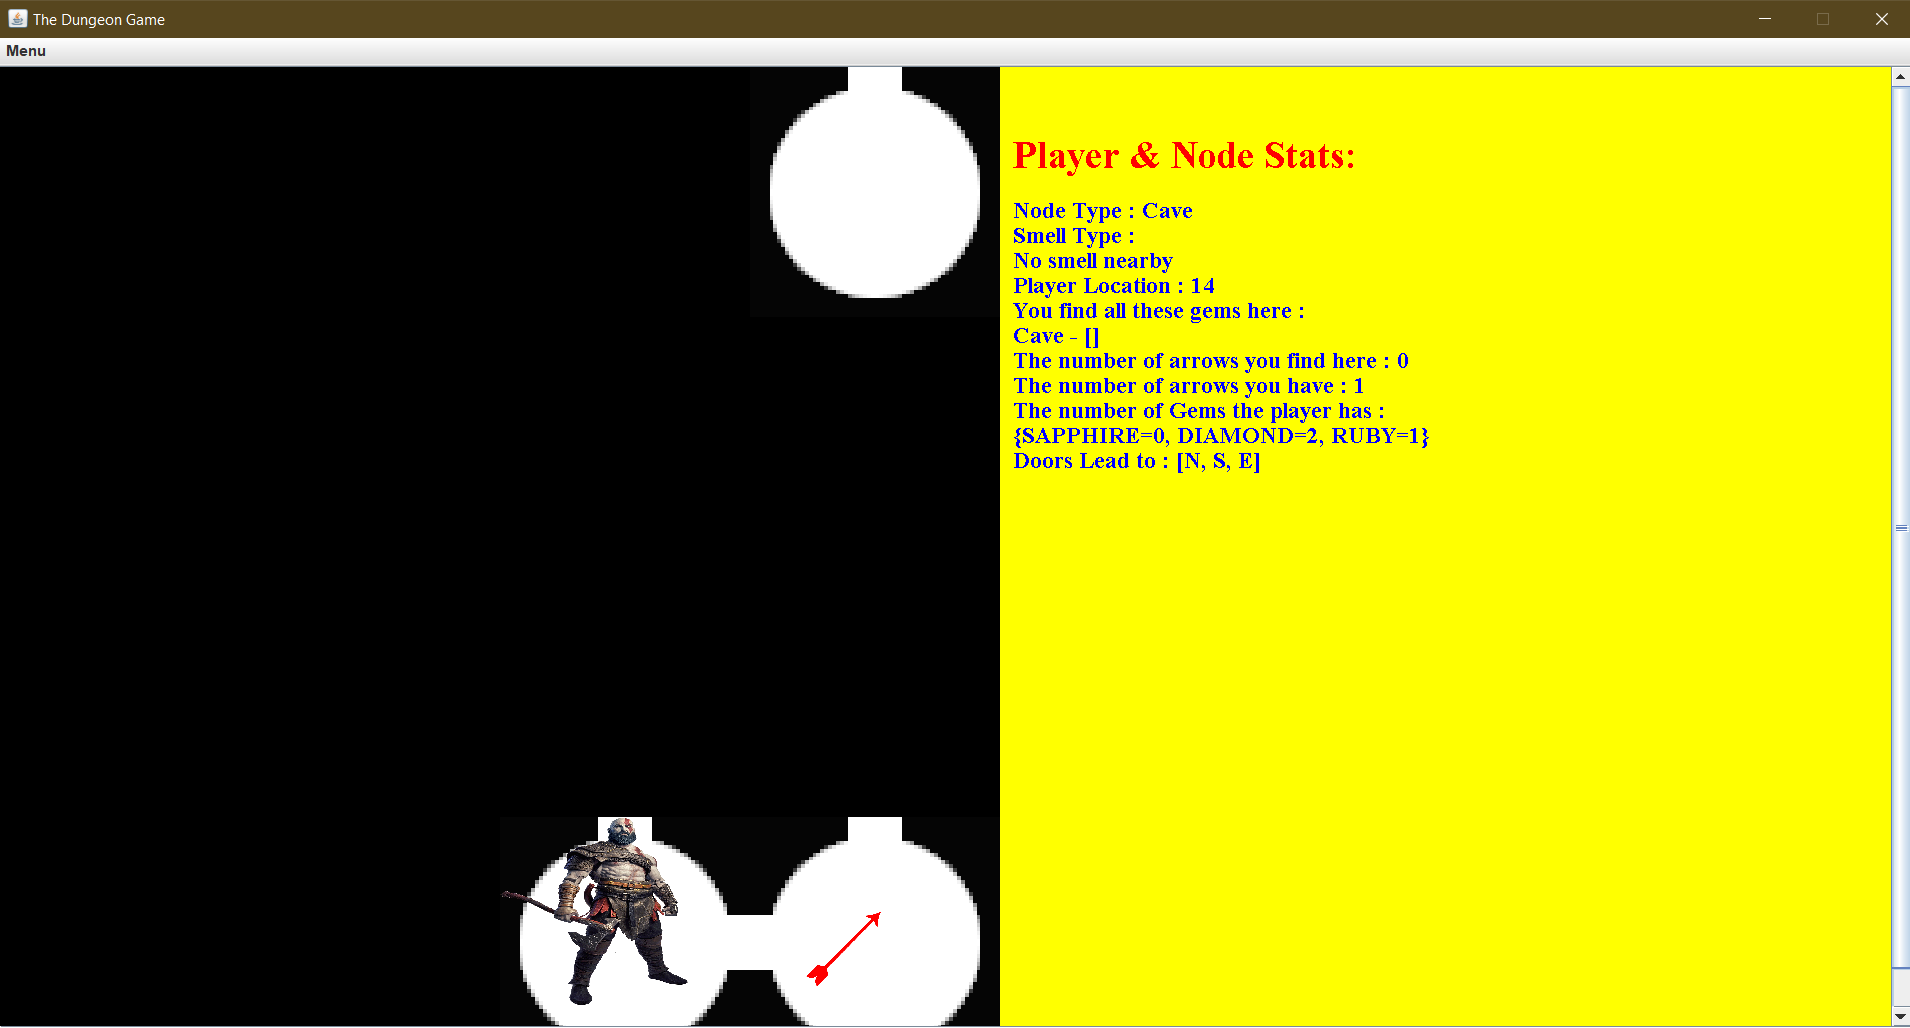 The Dungeon Game
Menu
Player & Node Stats:
Node Type : Cave
Smell Type :
No smell nearby
Player Location : 14
You find all these gems here :
Cave - []
The number of arrows you find here : 0
The number of arrows you have : 1
The number of Gems the player has :
{SAPPHIRE=0, DIAMOND=2, RUBY=1}
Doors Lead to : [N, S, E]